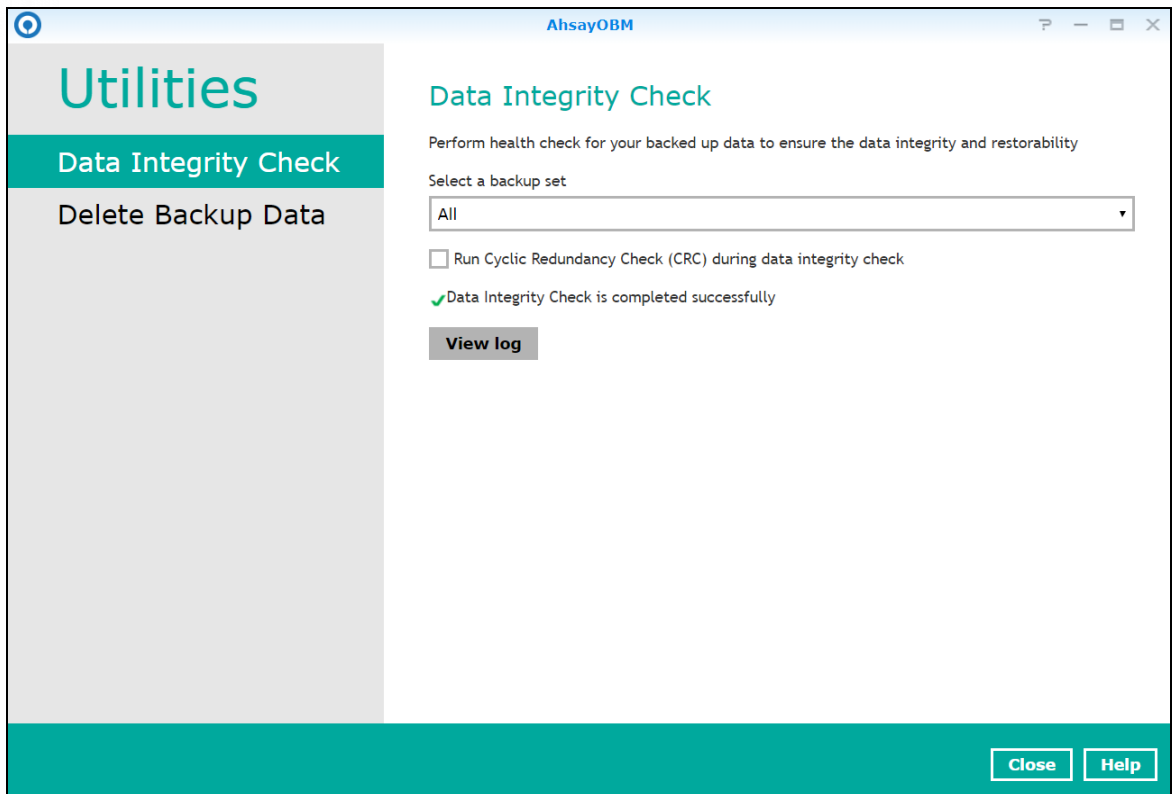 AhsayOBM
Utilities
Data Integrity Check
Delete Backup Data
Data Integrity Check
Perform health check for your backed up data to ensure the data integrity and restorability
Select a backup set
All
Run Cyclic Redundancy Check (CRC) during data integrity check
Data Integrity Check is completed successfully
View log
Close Help